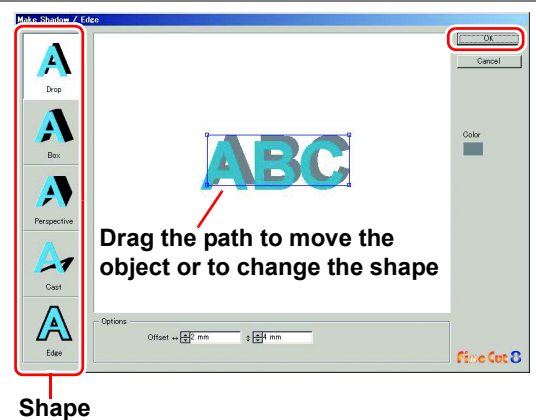 Make Shadow / Edge
OK
Cancel
Drop
Box
Color
ABC
Perspective
Drag the path to move the
object or to change the shape
Cast
Options
Offset ↔ 2 mm ↕ 4 mm
Edge
Fine Cut 8
Shape